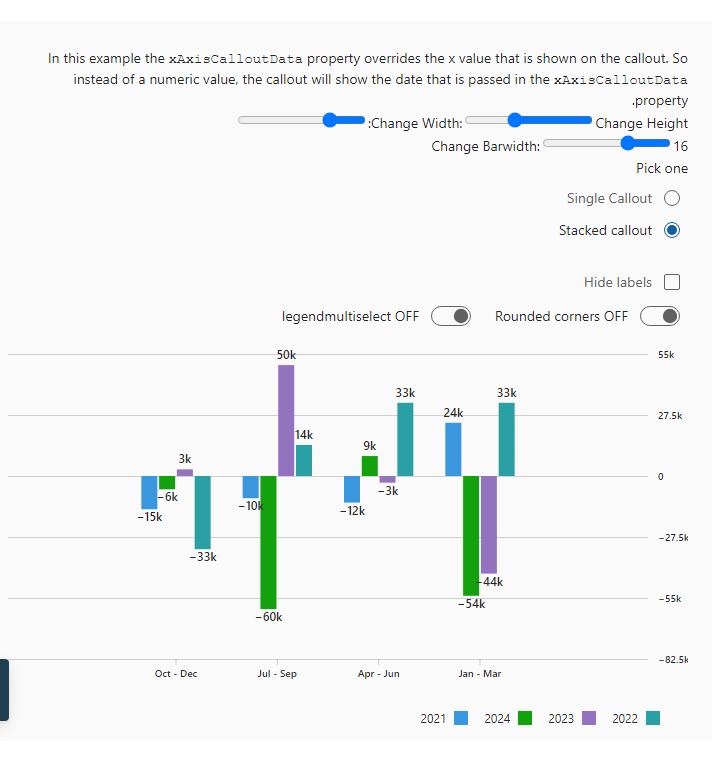 In this example the xAxisCalloutData property overrides the x value that is shown on the callout. So
instead of a numeric value, the callout will show the date that is passed in the xAxisCalloutData
.property
:Change Width: Change Height
Change Barwidth: 16
Pick one
Single Callout
Stacked callout
Hide labels
legendmultiselect OFF Rounded corners OFF
50k 55k
33k 33k 27.5k
24k
14k
9k
3k
0
−6k −3k
−10k −12k
−15k
−27.5k
−33k
−44k
−55k
−54k
−60k
−82.5k
Oct - Dec Jul - Sep Apr - Jun Jan - Mar
2021 2024 2023 2022